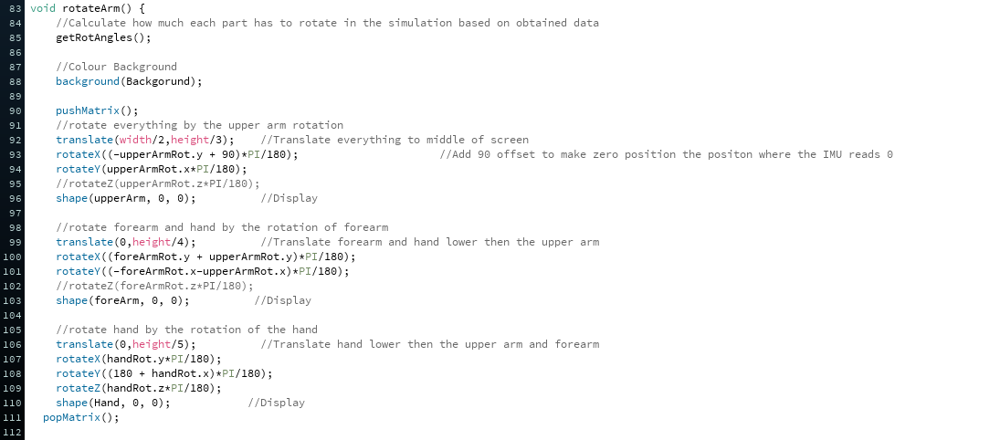 83 void rotateArm() {
84 //Calculate how much each part has to rotate in the simulation based on obtained data
85 getRotAngles();
86
87 //Colour Background
88 background(Backgorund);
89
90 pushMatrix();
91 //rotate everything by the upper arm rotation
92 translate(width/2,height/3); //Translate everything to middle of screen
93 rotateX((-upperArmRot.y + 90)*PI/180); //Add 90 offset to make zero position the positon where the IMU reads 0
94 rotateY(upperArmRot.x*PI/180);
95 //rotateZ(upperArmRot.z*PI/180);
96 shape(upperArm, 0, 0); //Display
97
98 //rotate forearm and hand by the rotation of forearm
99 translate(0,height/4); //Translate forearm and hand lower then the upper arm
100 rotateX((foreArmRot.y + upperArmRot.y)*PI/180);
101 rotateY((-foreArmRot.x-upperArmRot.x)*PI/180);
102 //rotateZ(foreArmRot.z*PI/180);
103 shape(foreArm, 0, 0); //Display
104
105 //rotate hand by the rotation of the hand
106 translate(0,height/5); //Translate hand lower then the upper arm and forearm
107 rotateX(handRot.y*PI/180);
108 rotateY((180 + handRot.x)*PI/180);
109 rotateZ(handRot.z*PI/180);
110 shape(Hand, 0, 0); //Display
111 popMatrix();
112